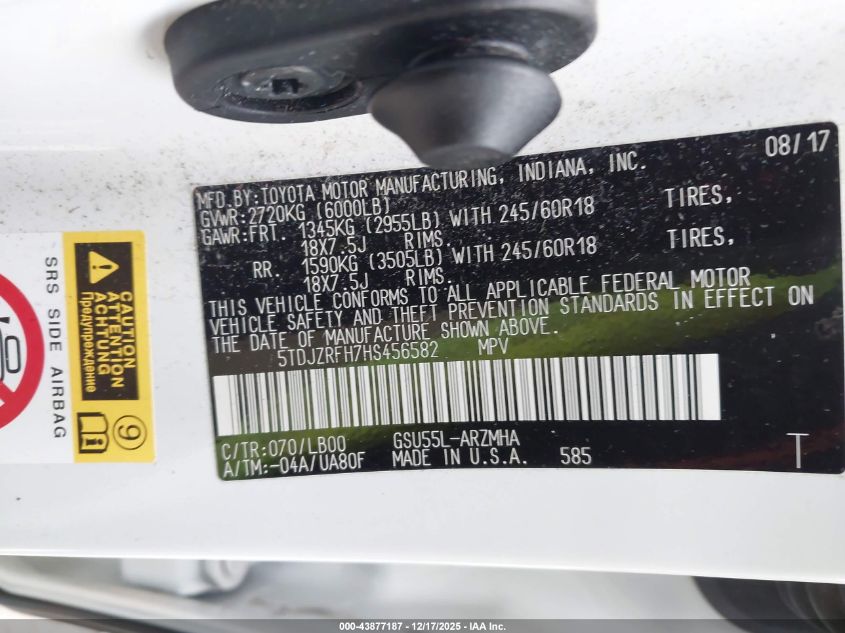 08/17
MFD.BY:TOYOTA MOTOR MANUFACTURING, INDIANA, INC.
GVWR:2720KG (6000LB)
GAWR:FRT. 1345KG (2955LB) WITH 245/60R18 TIRES,
18X7.5J RIMS.
RR. 1590KG (3505LB) WITH 245/60R18 TIRES,
18X7.5J RIMS.
THIS VEHICLE CONFORMS TO ALL APPLICABLE FEDERAL MOTOR
VEHICLE SAFETY AND THEFT PREVENTION STANDARDS IN EFFECT ON
THE DATE OF MANUFACTURE SHOWN ABOVE.
5TDJZRFH7HS456582 MPV
C/TR:070/LB00 GSU55L-ARZMHA
A/TM:-04A/UA80F MADE IN U.S.A. 585 T
SRS SIDE AIRBAG
CAUTION
ATTENTION
ACHTUNG
Предупреждение
9
000-43877187 - 12/17/2025 - IAA Inc.